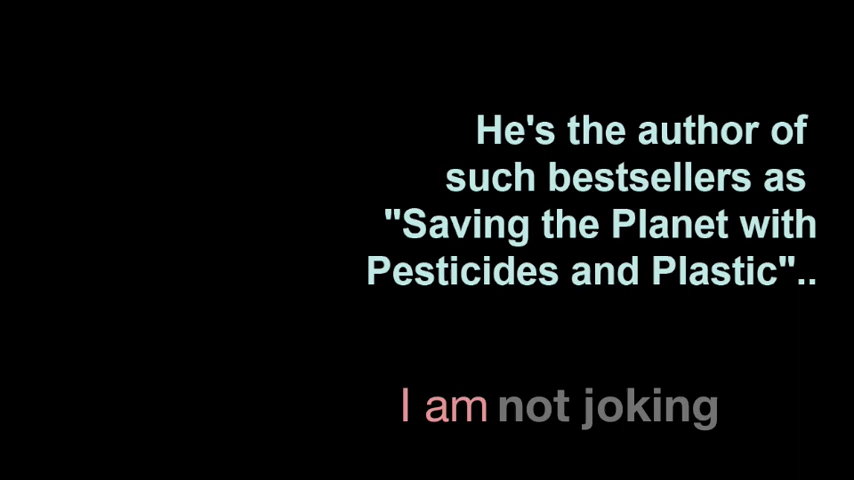 He's the author of
such bestsellers as
"Saving the Planet with
Pesticides and Plastic"..
I am not joking